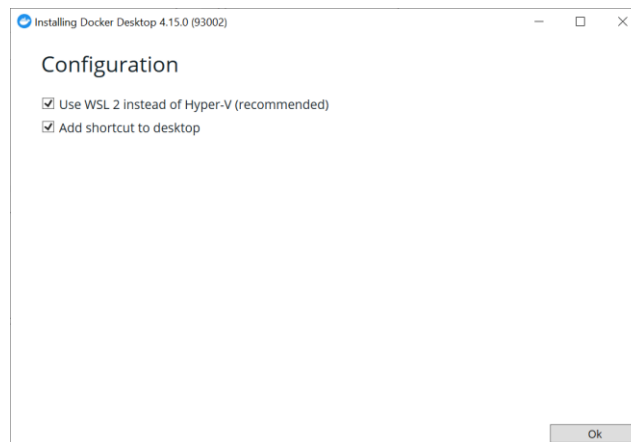 Installing Docker Desktop 4.15.0 (93002)
Configuration
Use WSL 2 instead of Hyper-V (recommended)
Add shortcut to desktop
Ok